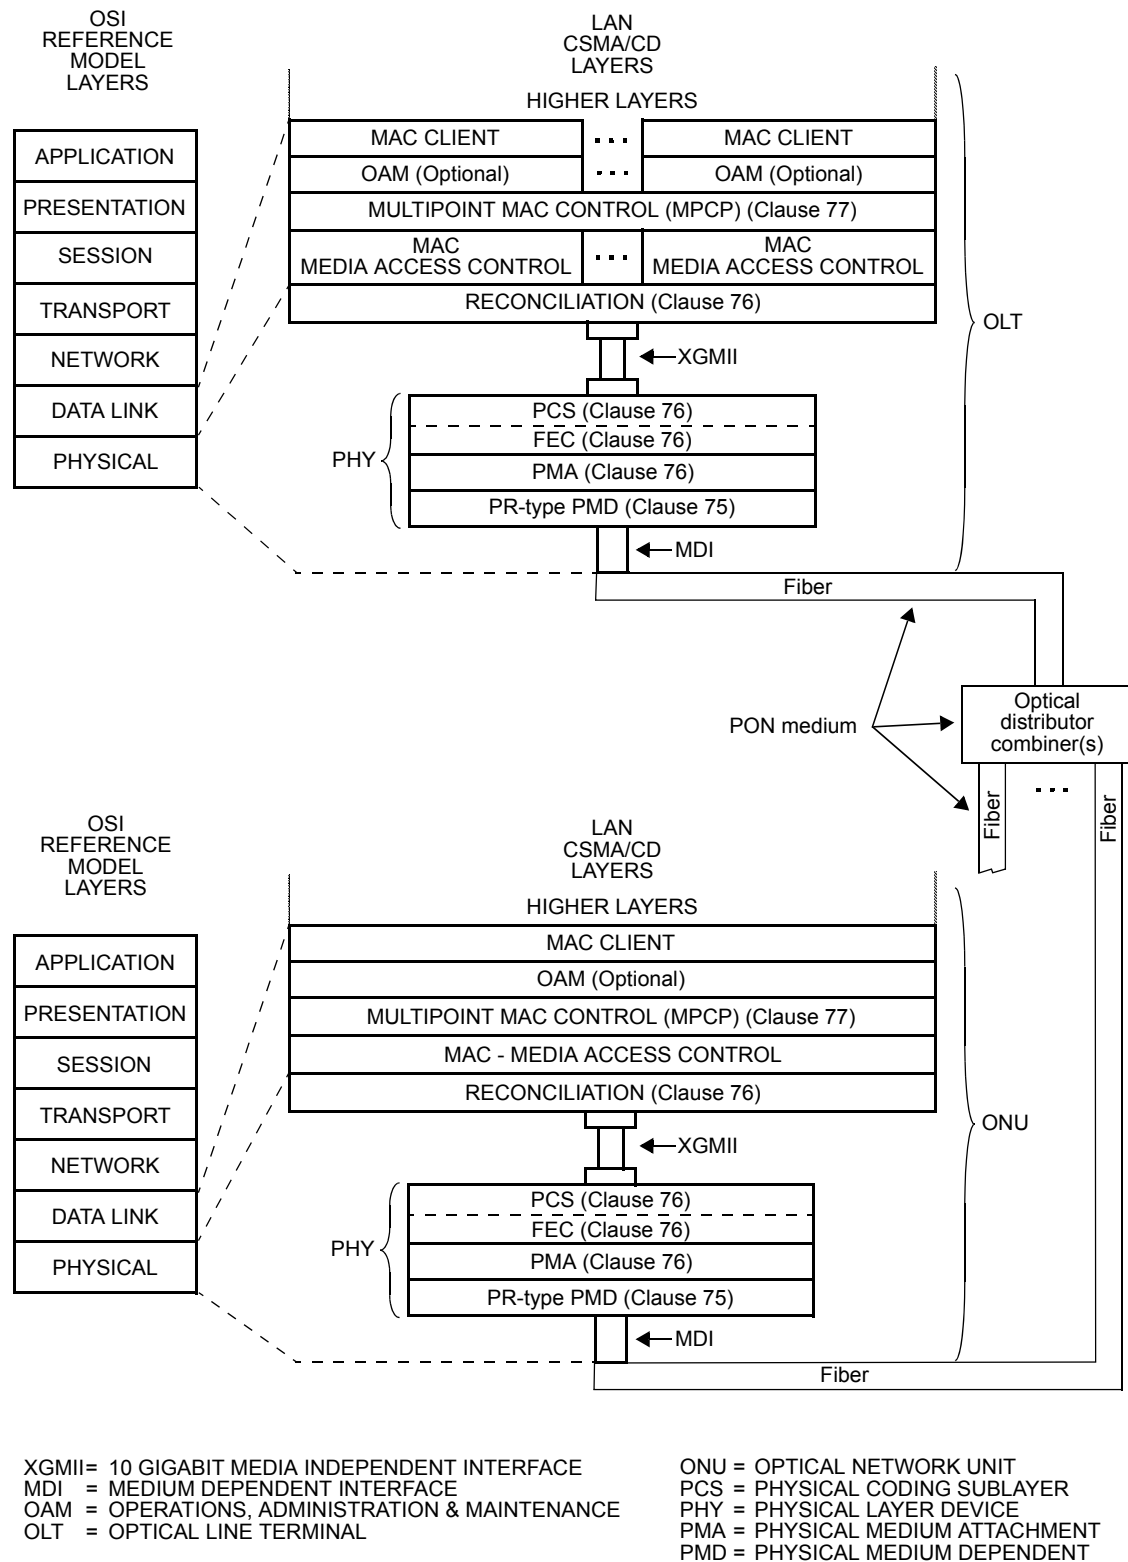 OSI
REFERENCE
MODEL
LAYERS
LAN
CSMA/CD
LAYERS
HIGHER LAYERS
APPLICATION
PRESENTATION
SESSION
TRANSPORT
NETWORK
DATA LINK
PHYSICAL
MAC CLIENT
MAC CLIENT
OAM (Optional)
OAM (Optional)
MULTIPOINT MAC CONTROL (MPCP) (Clause 77)
MAC
MEDIA ACCESS CONTROL
MAC
MEDIA ACCESS CONTROL
RECONCILIATION (Clause 76)
OLT
XGMII
PHY
PCS (Clause 76)
FEC (Clause 76)
PMA (Clause 76)
PR-type PMD (Clause 75)
MDI
Fiber
PON medium
Optical
distributor
combiner(s)
Fiber
Fiber
OSI
REFERENCE
MODEL
LAYERS
LAN
CSMA/CD
LAYERS
HIGHER LAYERS
APPLICATION
PRESENTATION
SESSION
TRANSPORT
NETWORK
DATA LINK
PHYSICAL
MAC CLIENT
OAM (Optional)
MULTIPOINT MAC CONTROL (MPCP) (Clause 77)
MAC - MEDIA ACCESS CONTROL
RECONCILIATION (Clause 76)
ONU
XGMII
PHY
PCS (Clause 76)
FEC (Clause 76)
PMA (Clause 76)
PR-type PMD (Clause 75)
MDI
Fiber
XGMII= 10 GIGABIT MEDIA INDEPENDENT INTERFACE
MDI = MEDIUM DEPENDENT INTERFACE
OAM = OPERATIONS, ADMINISTRATION & MAINTENANCE
OLT = OPTICAL LINE TERMINAL
ONU = OPTICAL NETWORK UNIT
PCS = PHYSICAL CODING SUBLAYER
PHY = PHYSICAL LAYER DEVICE
PMA = PHYSICAL MEDIUM ATTACHMENT
PMD = PHYSICAL MEDIUM DEPENDENT